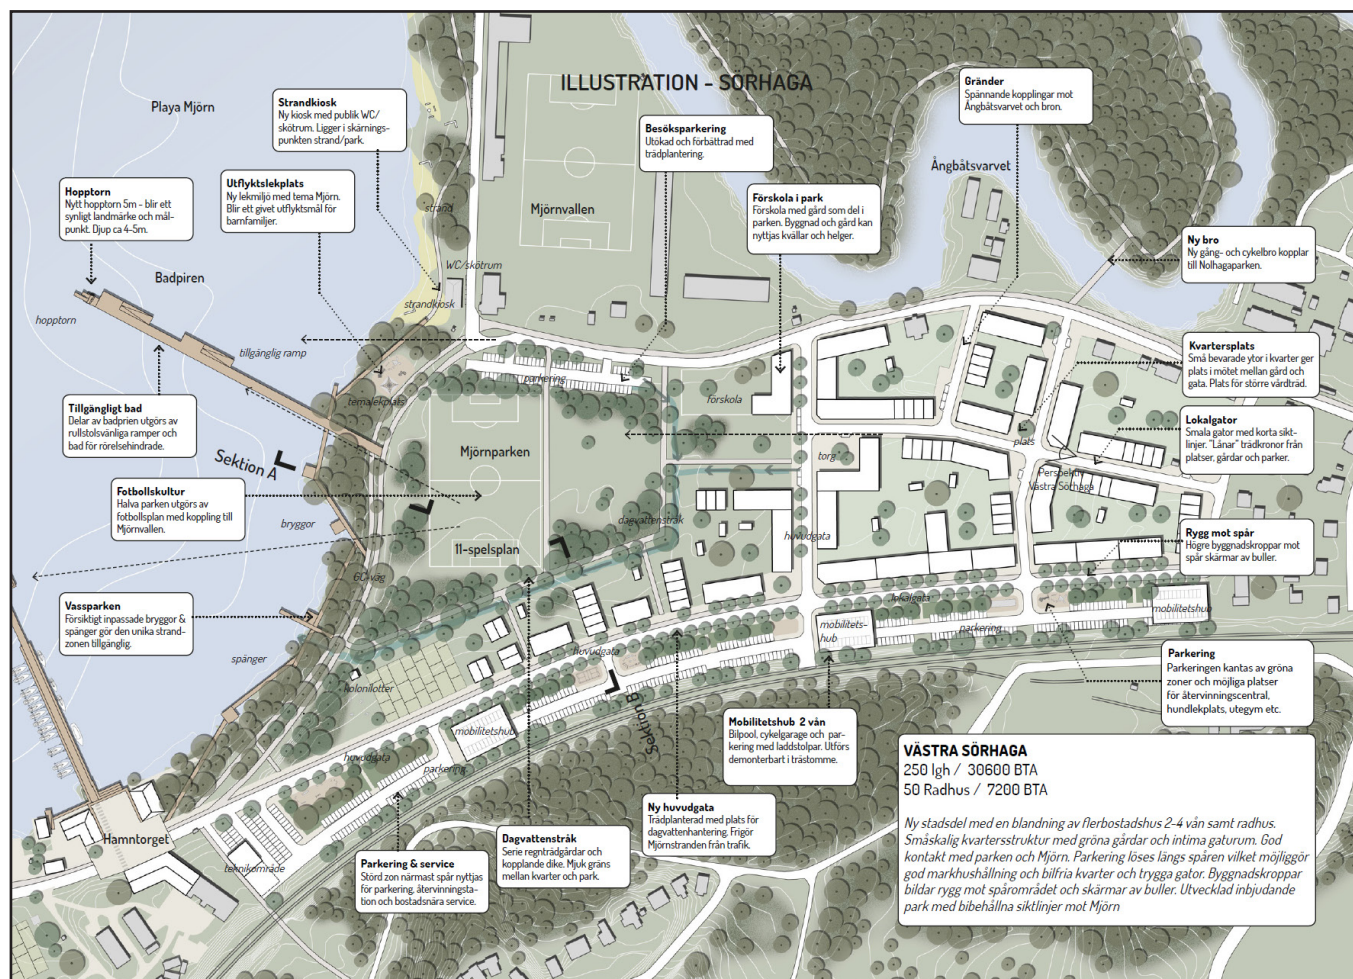 ILLUSTRATION - SÖRHAGA
Playa Mjörn
Strandkiosk
Ny kiosk med publik WC/
skötrum. Ligger i skärnings-
punkten strand/park.
Gränder
Spännande kopplingar mot
Ångbåtsvarvet och bron.
Besöksparkering
Utökad och förbättrad med
trädplantering.
Ångbåtsvarvet
Hopptorn
Nytt hopptorn 5m - blir ett
synligt landmärke och mål-
punkt. Djup ca 4-5m.
Utflyktslekplats
Ny lekmiljö med tema Mjörn.
Blir ett givet utflyktsmål för
barnfamiljer.
strand
Mjörnvallen
Förskola i park
Förskola med gård som del i
parken. Byggnad och gård kan
nyttjas kvällar och helger.
Ny bro
Ny gång- och cykelbro kopplar
till Nolhagaparken.
WC/skötrum
Badpiren
strandkiosk
hopptorn
tillgänglig ramp
Kvartersplats
Små bevarade ytor i kvarter ger
plats i mötet mellan gård och
gata. Plats för större vårdträd.
parkering
temalekplats
förskola
Tillgängligt bad
Delar av badprien utgörs av
rullstolsvänliga ramper och
bad för rörelsehindrade.
Lokalgator
Smala gator med korta sikt-
linjer. "Lånar" trädkronor från
platser, gårdar och parker.
Mjörnparken
torg
plats
Sektion A
Perspektiv
Västra Sörhaga
Fotbollskultur
Halva parken utgörs av
fotbollsplan med koppling till
Mjörnvallen.
bryggor
dagvattenstråk
huvudgata
11-spelsplan
Rygg mot spår
Högre byggnadskroppar mot
spår skärmar av buller.
GC-väg
Vassparken
Försiktigt inpassade bryggor &
spänger gör den unika strand-
zonen tillgänglig.
lokalgata
mobilitetshub
mobilitets-
hub
parkering
spänger
huvudgata
Parkering
Parkeringen kantas av gröna
zoner och möjliga platser
för återvinningscentral,
hundlekplats, utegym etc.
kolonilotter
Sektion B
Mobilitetshub 2 vån
Bilpool, cykelgarage och par-
kering med laddstolpar. Utförs
demonterbart i trästomme.
mobilitetshub
huvudgata
parkering
VÄSTRA SÖRHAGA
250 lgh / 30600 BTA
50 Radhus / 7200 BTA
Ny stadsdel med en blandning av flerbostadshus 2-4 vån samt radhus.
Småskalig kvartersstruktur med gröna gårdar och intima gaturum. God
kontakt med parken och Mjörn. Parkering löses längs spåren vilket möjliggör
god markhushållning och bilfria kvarter och trygga gator. Byggnadskroppar
bildar rygg mot spårområdet och skärmar av buller. Utvecklad inbjudande
park med bibehållna siktlinjer mot Mjörn
Ny huvudgata
Trädplanterad med plats för
dagvattenhantering. Frigör
Mjörnstranden från trafik.
Hamntorget
Dagvattenstråk
Serie regnträdgårdar och
kopplande dike. Mjuk gräns
mellan kvarter och park.
teknikområde
Parkering & service
Störd zon närmast spår nyttjas
för parkering, återvinningssta-
tion och bostadsnära service.